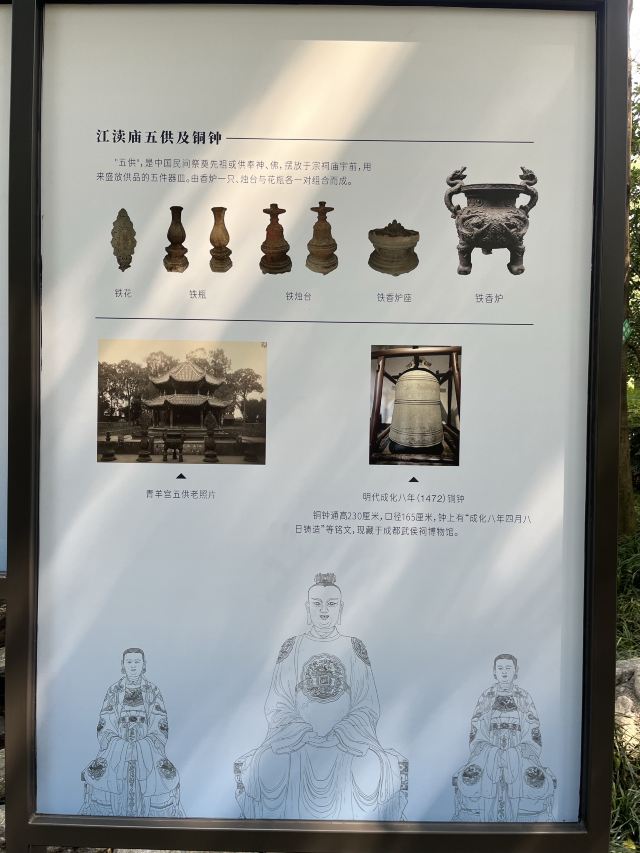 江渎庙五供及铜钟
"五供",是中国民间祭奠先祖或供奉神、佛,摆放于宗祠庙宇前,用
来盛放供品的五件器皿。由香炉一只、烛台与花瓶各一对组合而成。
铁花
铁瓶
铁烛台
铁香炉座
铁香炉
青羊宫五供老照片
明代成化八年(1472)铜钟
铜钟通高230厘米,口径165厘米,钟上有"成化八年四月八
日铸造"等铭文,现藏于成都武侯祠博物馆。